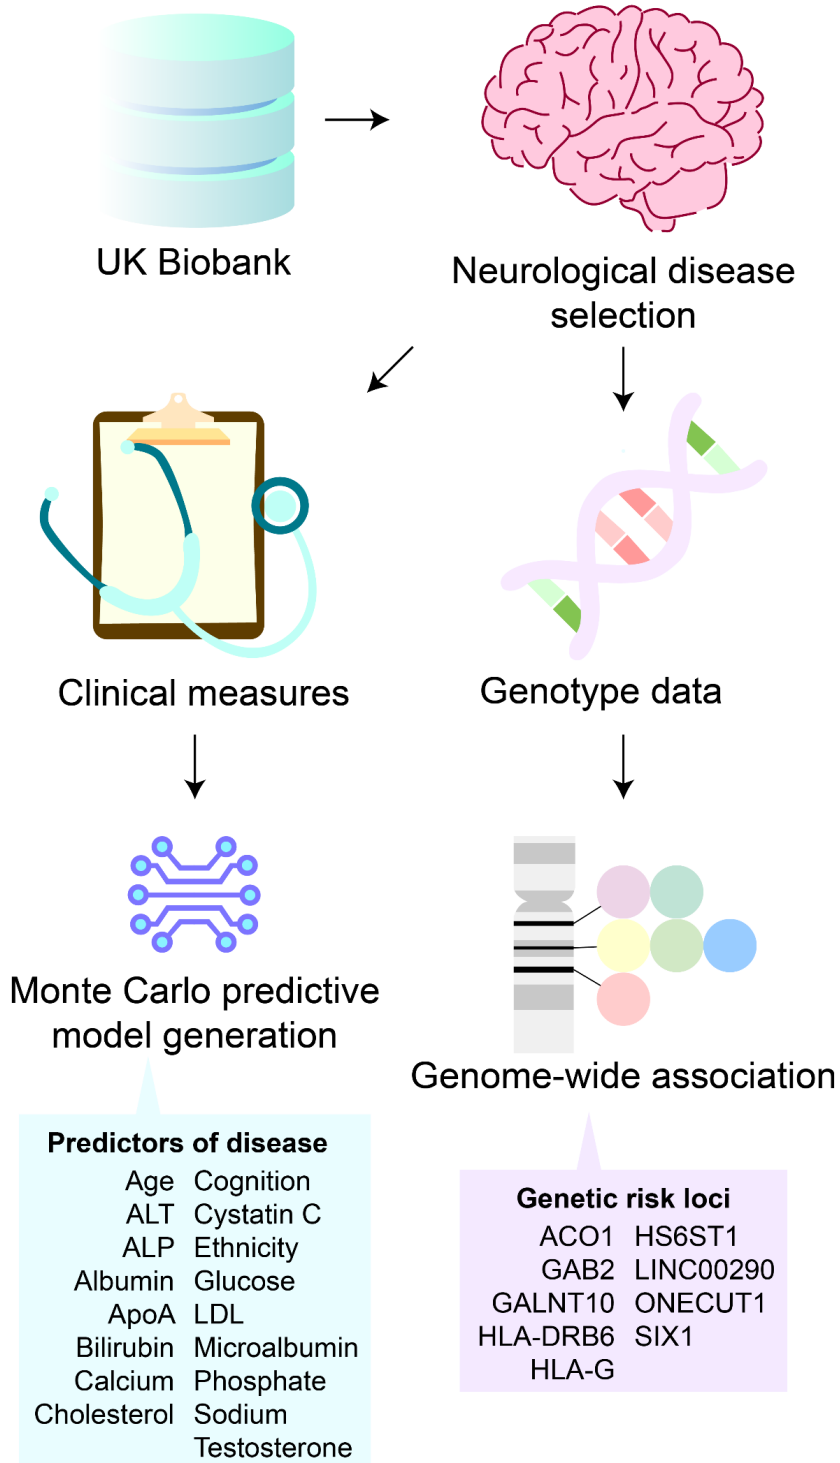 UK Biobank
Neurological disease
selection
Clinical measures
Genotype data
Monte Carlo predictive
model generation
Genome-wide association
Predictors of disease
Age Cognition
ALT Cystatin C
ALP Ethnicity
Albumin Glucose
ApoA LDL
Bilirubin Microalbumin
Calcium Phosphate
Cholesterol Sodium
Testosterone
Genetic risk loci
ACO1 HS6ST1
GAB2 LINC00290
GALNT10 ONECUT1
HLA-DRB6 SIX1
HLA-G